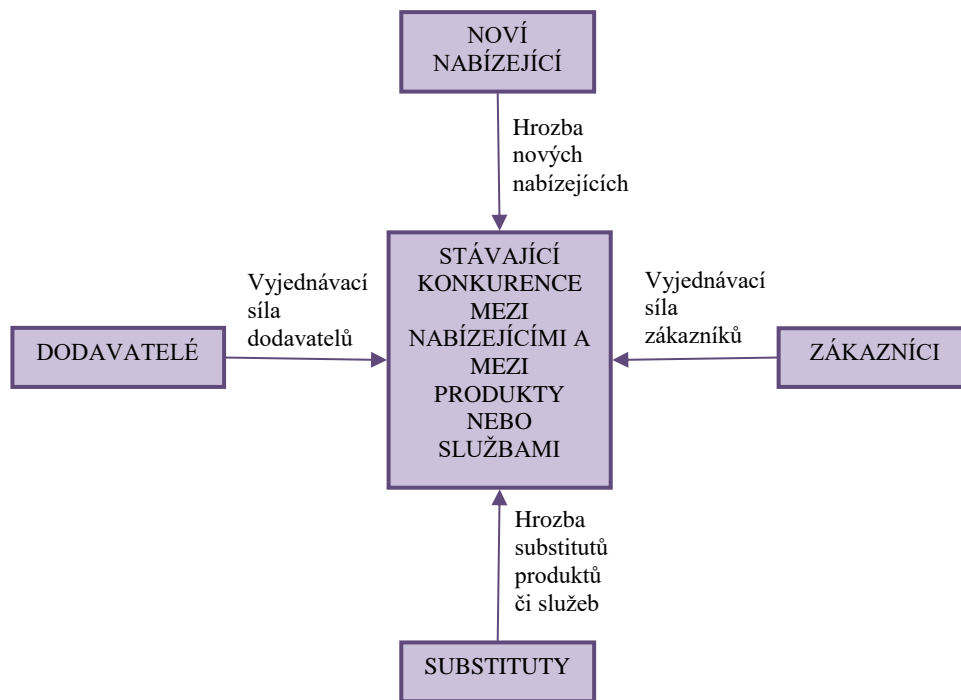 NOVÍ
NABÍZEJÍCÍ
Hrozba
nových
nabízejících
STÁVAJÍCÍ
KONKURENCE
MEZI
NABÍZEJÍCÍMI A
MEZI
PRODUKTY
NEBO
SLUŽBAMI
Vyjednávací
síla
dodavatelů
DODAVATELÉ
Vyjednávací
síla
zákazníků
ZÁKAZNÍCI
Hrozba
substitutů
produktů
či služeb
SUBSTITUTY